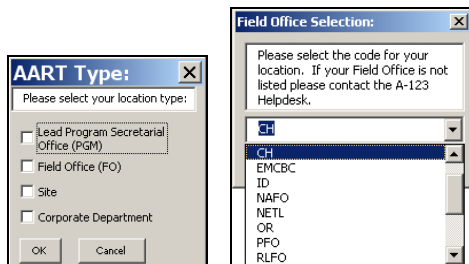 AART Type:
Please select your location type:
Lead Program Secretarial
Office (PGM)
Field Office (FO)
Site
Corporate Department
OK
Cancel
Field Office Selection:
Please select the code for your
location. If your Field Office is not
listed please contact the A-123
Helpdesk.
CH
CH
EMCBC
ID
NAFO
NETL
OR
PFO
RLFO